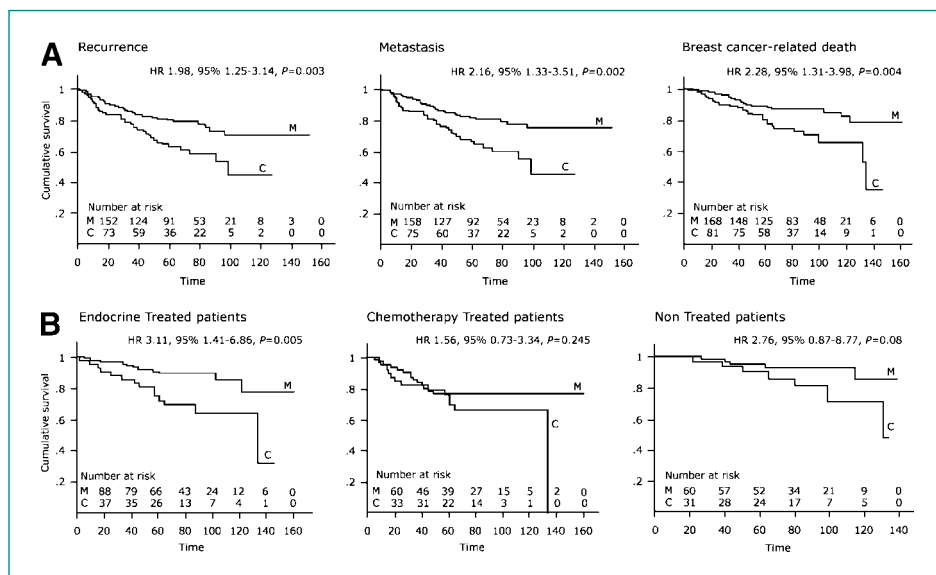 A
Recurrence
HR 1.98, 95% 1.25-3.14, P=0.003
Cumulative survival
1
.8
.6
.4
.2
M
C
Number at risk
M 152 124 91 53 21 8 3 0
C 73 59 36 22 5 2 0 0
0 20 40 60 80 100 120 140 160
Time
Metastasis
HR 2.16, 95% 1.33-3.51, P=0.002
1
.8
.6
.4
.2
M
C
Number at risk
M 158 127 92 54 23 8 2 0
C 75 60 37 22 5 2 0 0
0 20 40 60 80 100 120 140 160
Time
Breast cancer-related death
HR 2.28, 95% 1.31-3.98, P=0.004
1
.8
.6
.4
.2
M
C
Number at risk
M 168 148 125 83 48 21 6 0
C 81 75 58 37 14 9 1 0
0 20 40 60 80 100 120 140 160
Time
B
Endocrine Treated patients
HR 3.11, 95% 1.41-6.86, P=0.005
Cumulative survival
1
.8
.6
.4
.2
M
C
Number at risk
M 88 79 66 43 24 12 6 0
C 37 35 26 13 7 4 1 0
0 20 40 60 80 100 120 140 160
Time
Chemotherapy Treated patients
HR 1.56, 95% 0.73-3.34, P=0.245
1
.8
.6
.4
.2
M
C
Number at risk
M 60 46 39 27 15 5 2 0
C 33 31 22 14 3 1 0 0
0 20 40 60 80 100 120 140 160
Time
Non Treated patients
HR 2.76, 95% 0.87-8.77, P=0.08
1
.8
.6
.4
.2
M
C
Number at risk
M 60 57 52 34 21 9 0
C 31 28 24 17 7 5 0
0 20 40 60 80 100 120 140
Time